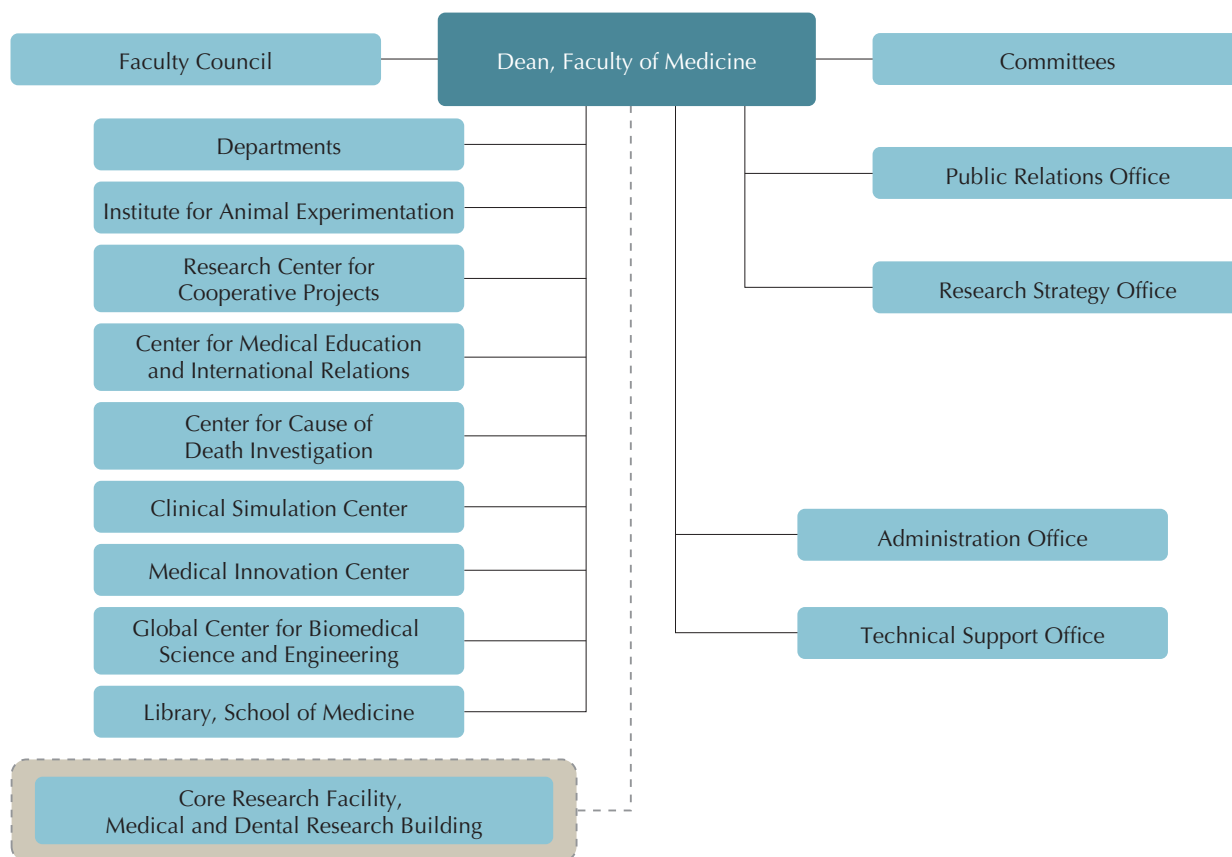 Faculty Council
Dean, Faculty of Medicine
Committees
Departments
Institute for Animal Experimentation
Research Center for
Cooperative Projects
Center for Medical Education
and International Relations
Center for Cause of
Death Investigation
Clinical Simulation Center
Medical Innovation Center
Global Center for Biomedical
Science and Engineering
Library, School of Medicine
Core Research Facility,
Medical and Dental Research Building
Public Relations Office
Research Strategy Office
Administration Office
Technical Support Office